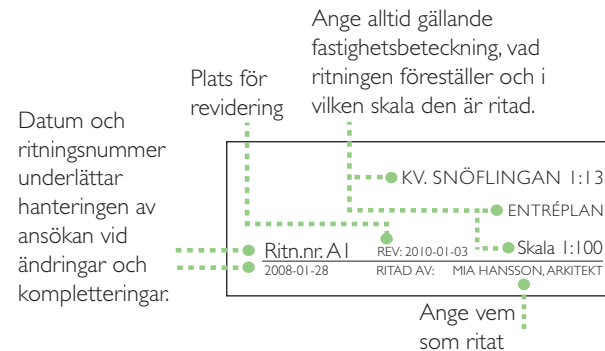 Ange alltid gällande
fastighetsbeteckning, vad
ritningen föreställer och i
vilken skala den är ritad.
Plats för
revidering
Datum och
ritningsnummer
underlättar
hanteringen av
ansökan vid
ändringar och
kompletteringar.
KV. SNÖFLINGAN 1:13
ENTRÉPLAN
Ritn.nr. A1 REV: 2010-01-03 Skala 1:100
2008-01-28 RITAD AV: MIA HANSSON, ARKITEKT
Ange vem
som ritat